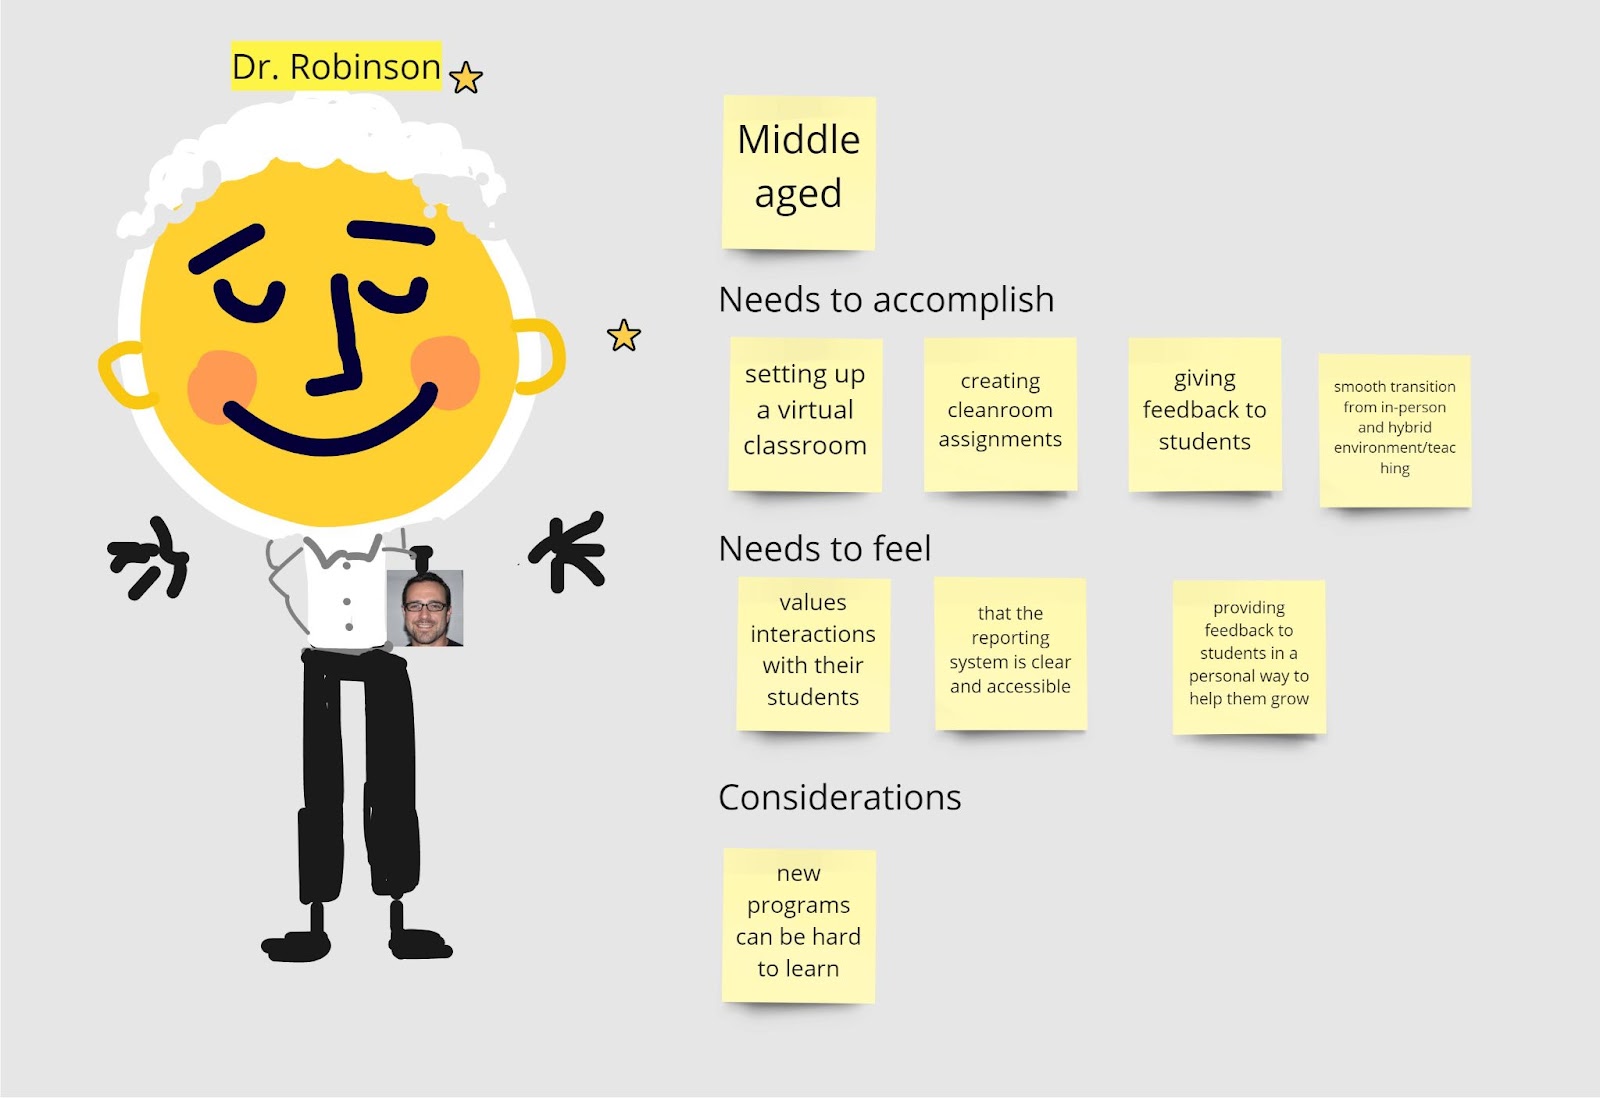 Dr. Robinson
Middle
aged
Needs to accomplish
setting up
a virtual
classroom
creating
cleanroom
assignments
giving
feedback to
students
smooth transition
from in-person
and hybrid
environment/teac
hing
Needs to feel
values
interactions
with their
students
that the
reporting
system is clear
and accessible
providing
feedback to
students in a
personal way to
help them grow
Considerations
new
programs
can be hard
to learn